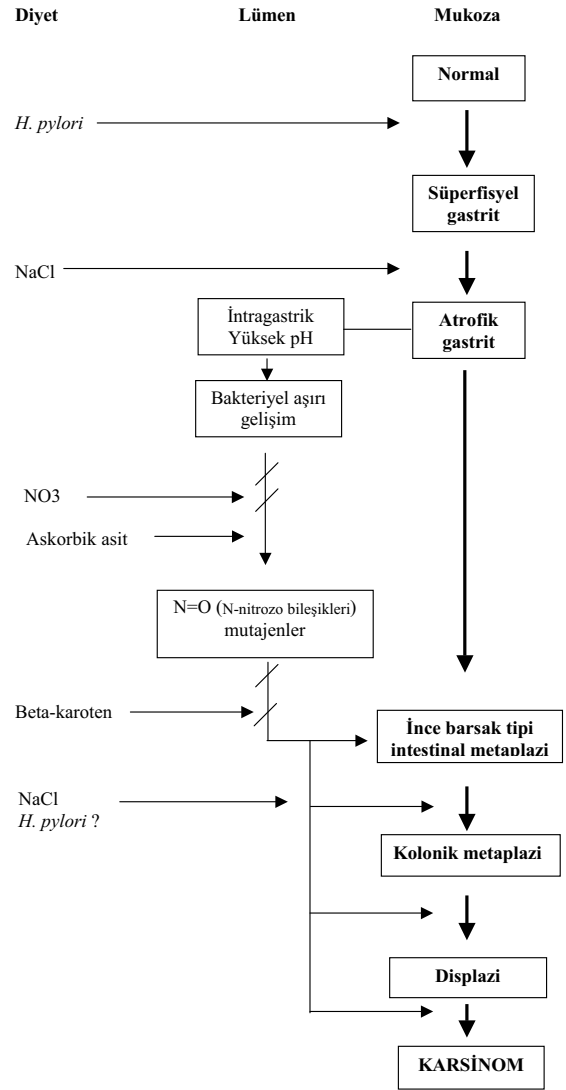 Diyet Lümen Mukoza
Normal
H. pylori
Süperfisyel
gastrit
NaCl
İntragastrik
Yüksek pH
Atrofik
gastrit
Bakteriyel aşırı
gelişim
NO3
Askorbik asit
N=O (N-nitrozo bileşikleri)
mutajenler
Beta-karoten
İnce barsak tipi
intestinal metaplazi
NaCl
H. pylori ?
Kolonik metaplazi
Displazi
KARSİNOM